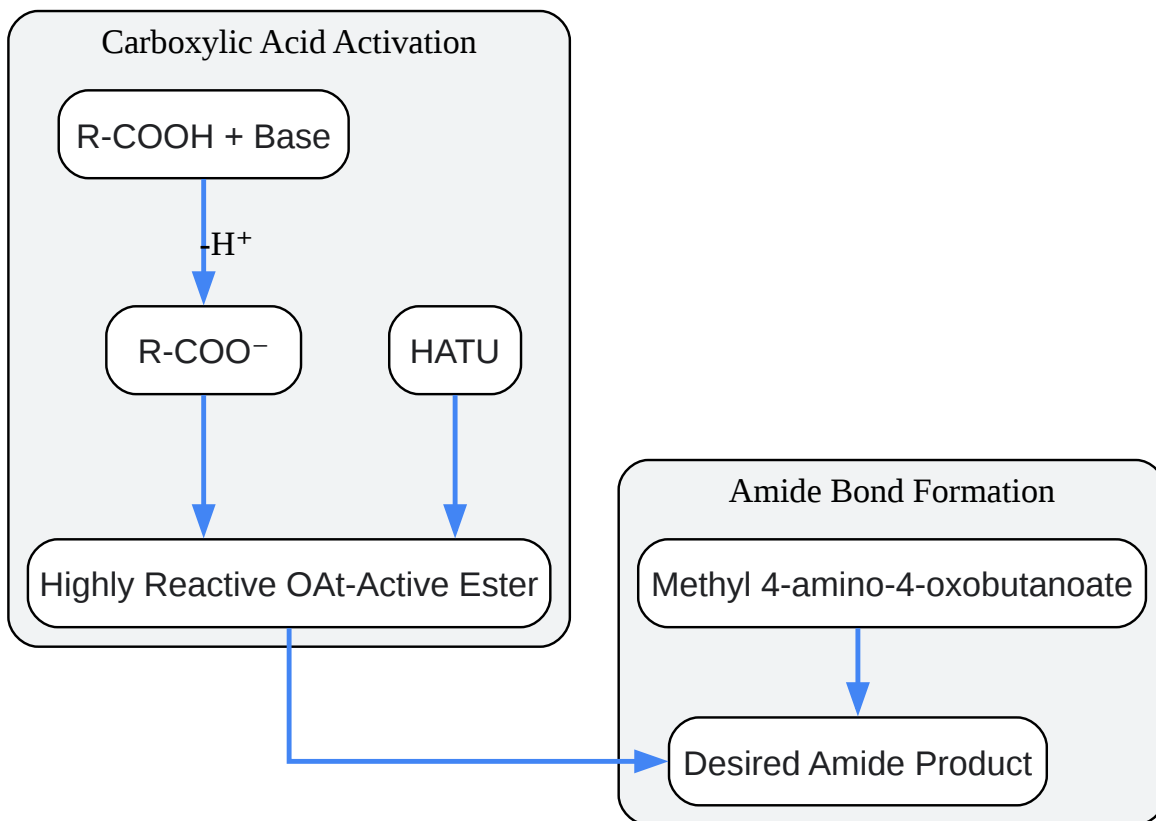 Carboxylic Acid Activation
R-COOH + Base
-H⁺
R-COO⁻
HATU
Highly Reactive OAt-Active Ester
Amide Bond Formation
Methyl 4-amino-4-oxobutanoate
Desired Amide Product